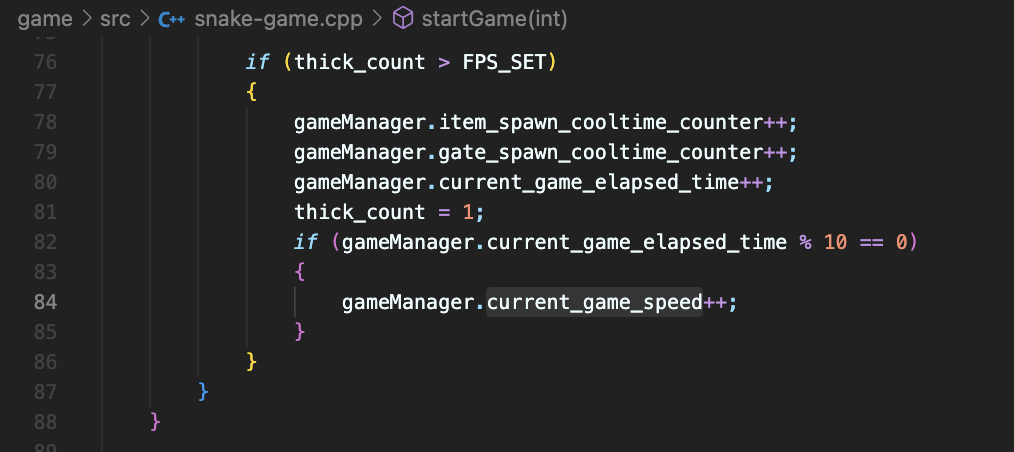 game > src > C++ snake-game.cpp > startGame(int)
76 if (thick_count > FPS_SET)
77 {
78 gameManager.item_spawn_cooltime_counter++;
79 gameManager.gate_spawn_cooltime_counter++;
80 gameManager.current_game_elapsed_time++;
81 thick_count = 1;
82 if (gameManager.current_game_elapsed_time % 10 == 0)
83 {
84 gameManager.current_game_speed++;
85 }
86 }
87 }
88 }